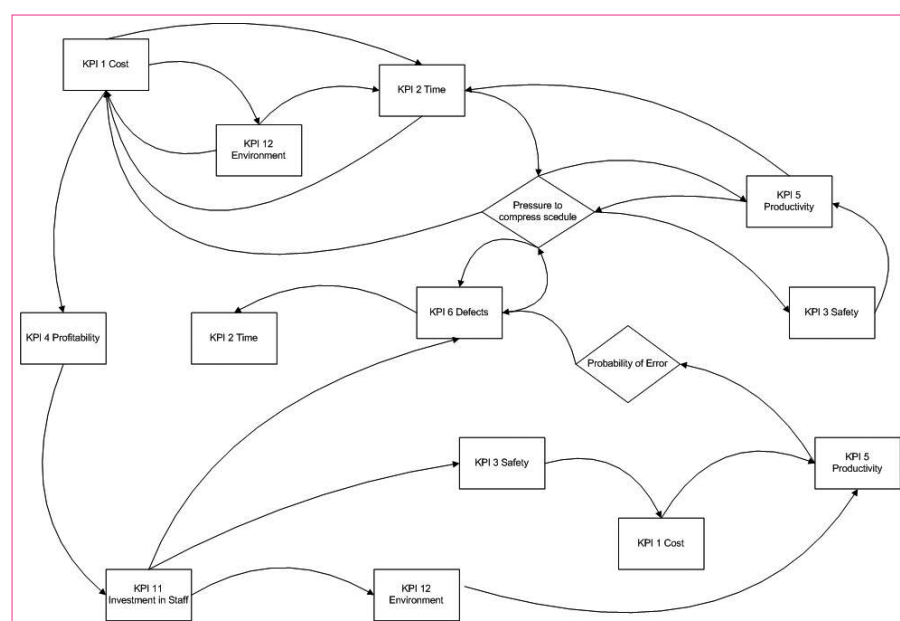 KPI 1 Cost
KPI 2 Time
KPI 12
Environment
KPI 5
Productivity
Pressure to
compress scedule
KPI 3 Safety
KPI 6 Defects
KPI 4 Profitability
KPI 2 Time
Probability of Error
KPI 3 Safety
KPI 5
Productivity
KPI 1 Cost
KPI 11
Investment in Staff
KPI 12
Environment